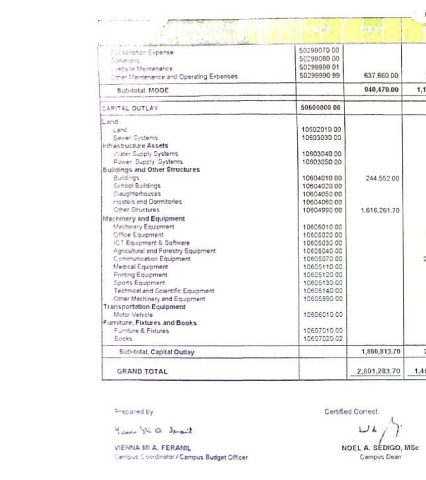 Subscription Expense 50299070 00
Donations 50299080 00
Website Maintenance 50299990 01
Other Maintenance and Operating Expenses 50299990 99 637,660.00
Sub-total, MODE 940,470.00 1,1
CAPITAL OUTLAY 50600000 00
Land
Land 10602010 00
Sewer Systems 10603030 00
Infrastructure Assets
Water Supply Systems 10603040 00
Power Supply Systems 10603050 00
Buildings and Other Structures
Buildings 10604010 00 244,552.00
School Buildings 10604020 00
Slaughterhouses 10604050 00
Hostels and Dormitories 10604060 00
Other Structures 10604990 00 1,616,261.70
Machinery and Equipment
Machinery Equipment 10605010 00
Office Equipment 10605020 00
ICT Equipment & Software 10605030 00
Agricultural and Forestry Equipment 10605040 00
Communication Equipment 10605070 00 2
Medical Equipment 10605110 00
Printing Equipment 10605120 00
Sports Equipment 10605130 00
Technical and Scientific Equipment 10605140 00
Other Machinery and Equipment 10605990 00
Transportation Equipment
Motor Vehicle 10606010 00
Furniture, Fixtures and Books
Furniture & Fixtures 10607010 00
Books 10607020 02
Sub-total, Capital Outlay 1,860,813.70 2
GRAND TOTAL 2,801,283.70 1,4
Prepared by Certified Correct:
VIENNA MI A. FERANIL NOEL A. SEDIGO, MSc
Campus Coordinator / Campus Budget Officer Campus Dean